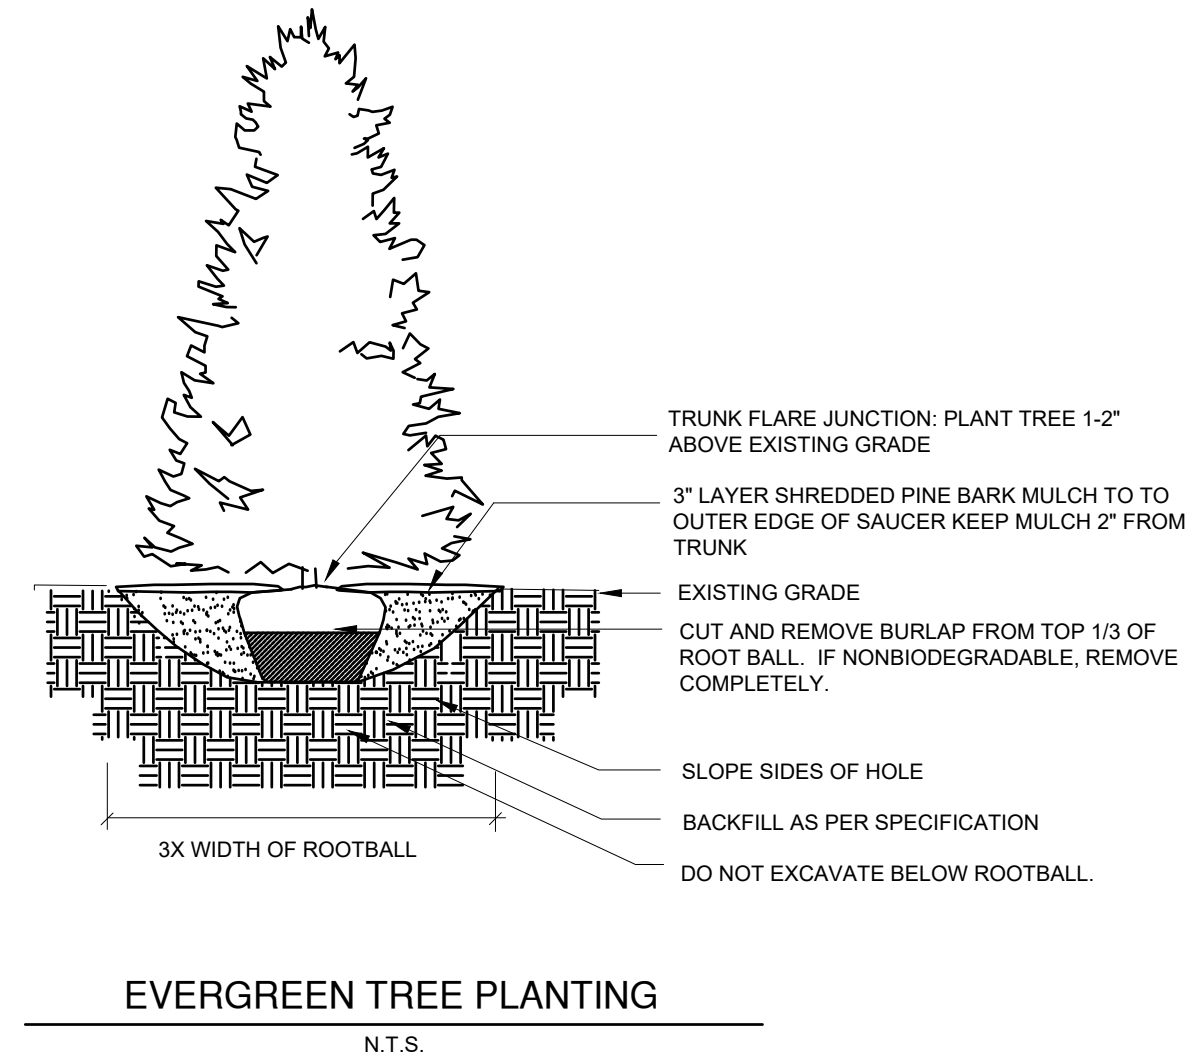 TRUNK FLARE JUNCTION: PLANT TREE 1-2"
ABOVE EXISTING GRADE
3" LAYER SHREDDED PINE BARK MULCH TO TO
OUTER EDGE OF SAUCER KEEP MULCH 2" FROM
TRUNK
EXISTING GRADE
CUT AND REMOVE BURLAP FROM TOP 1/3 OF
ROOT BALL. IF NONBIODEGRADABLE, REMOVE
COMPLETELY.
SLOPE SIDES OF HOLE
BACKFILL AS PER SPECIFICATION
3X WIDTH OF ROOTBALL
DO NOT EXCAVATE BELOW ROOTBALL.
EVERGREEN TREE PLANTING
N.T.S.